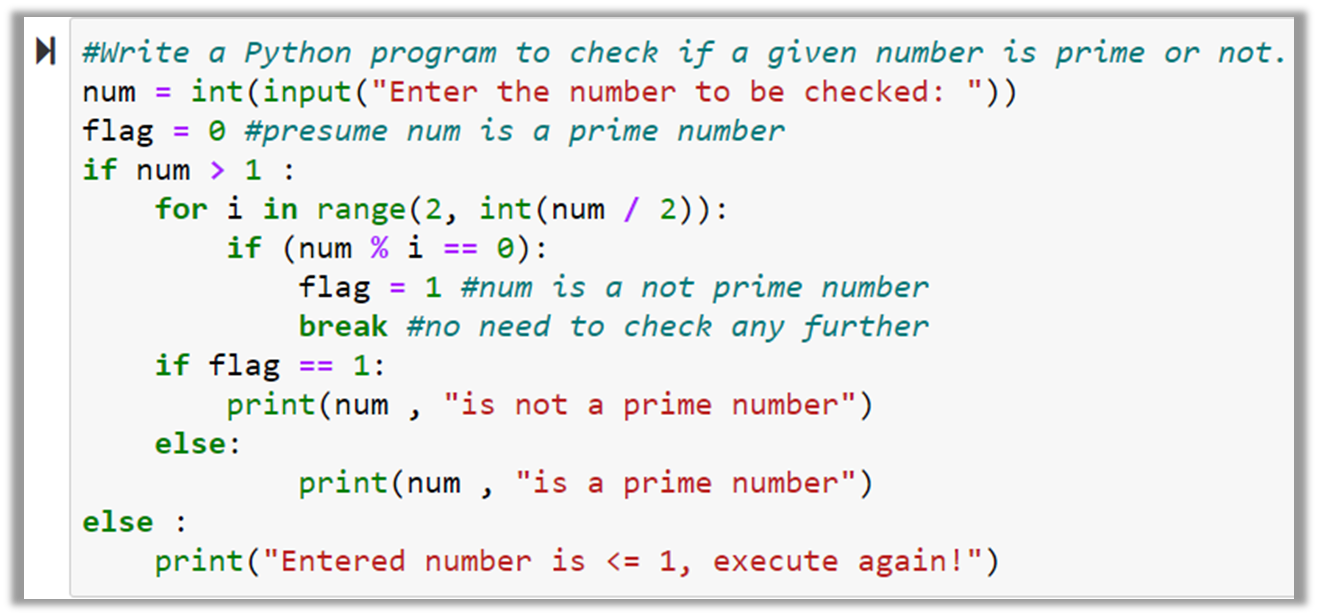 #Write a Python program to check if a given number is prime or not.
num = int(input("Enter the number to be checked: "))
flag = 0 #presume num is a prime number
if num > 1 :
    for i in range(2, int(num / 2)):
        if (num % i == 0):
            flag = 1 #num is a not prime number
            break #no need to check any further
    if flag == 1:
        print(num , "is not a prime number")
    else:
            print(num , "is a prime number")
else :
    print("Entered number is <= 1, execute again!")